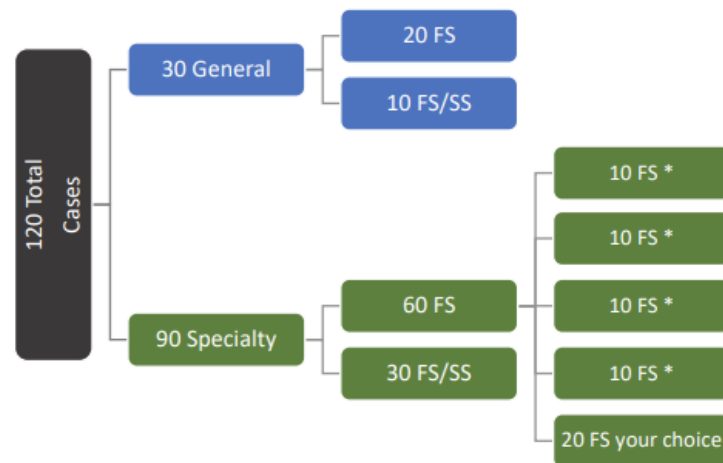 120 Total
Cases
30 General
20 FS
10 FS/SS
90 Specialty
60 FS
30 FS/SS
10 FS *
10 FS *
10 FS *
10 FS *
20 FS your choice